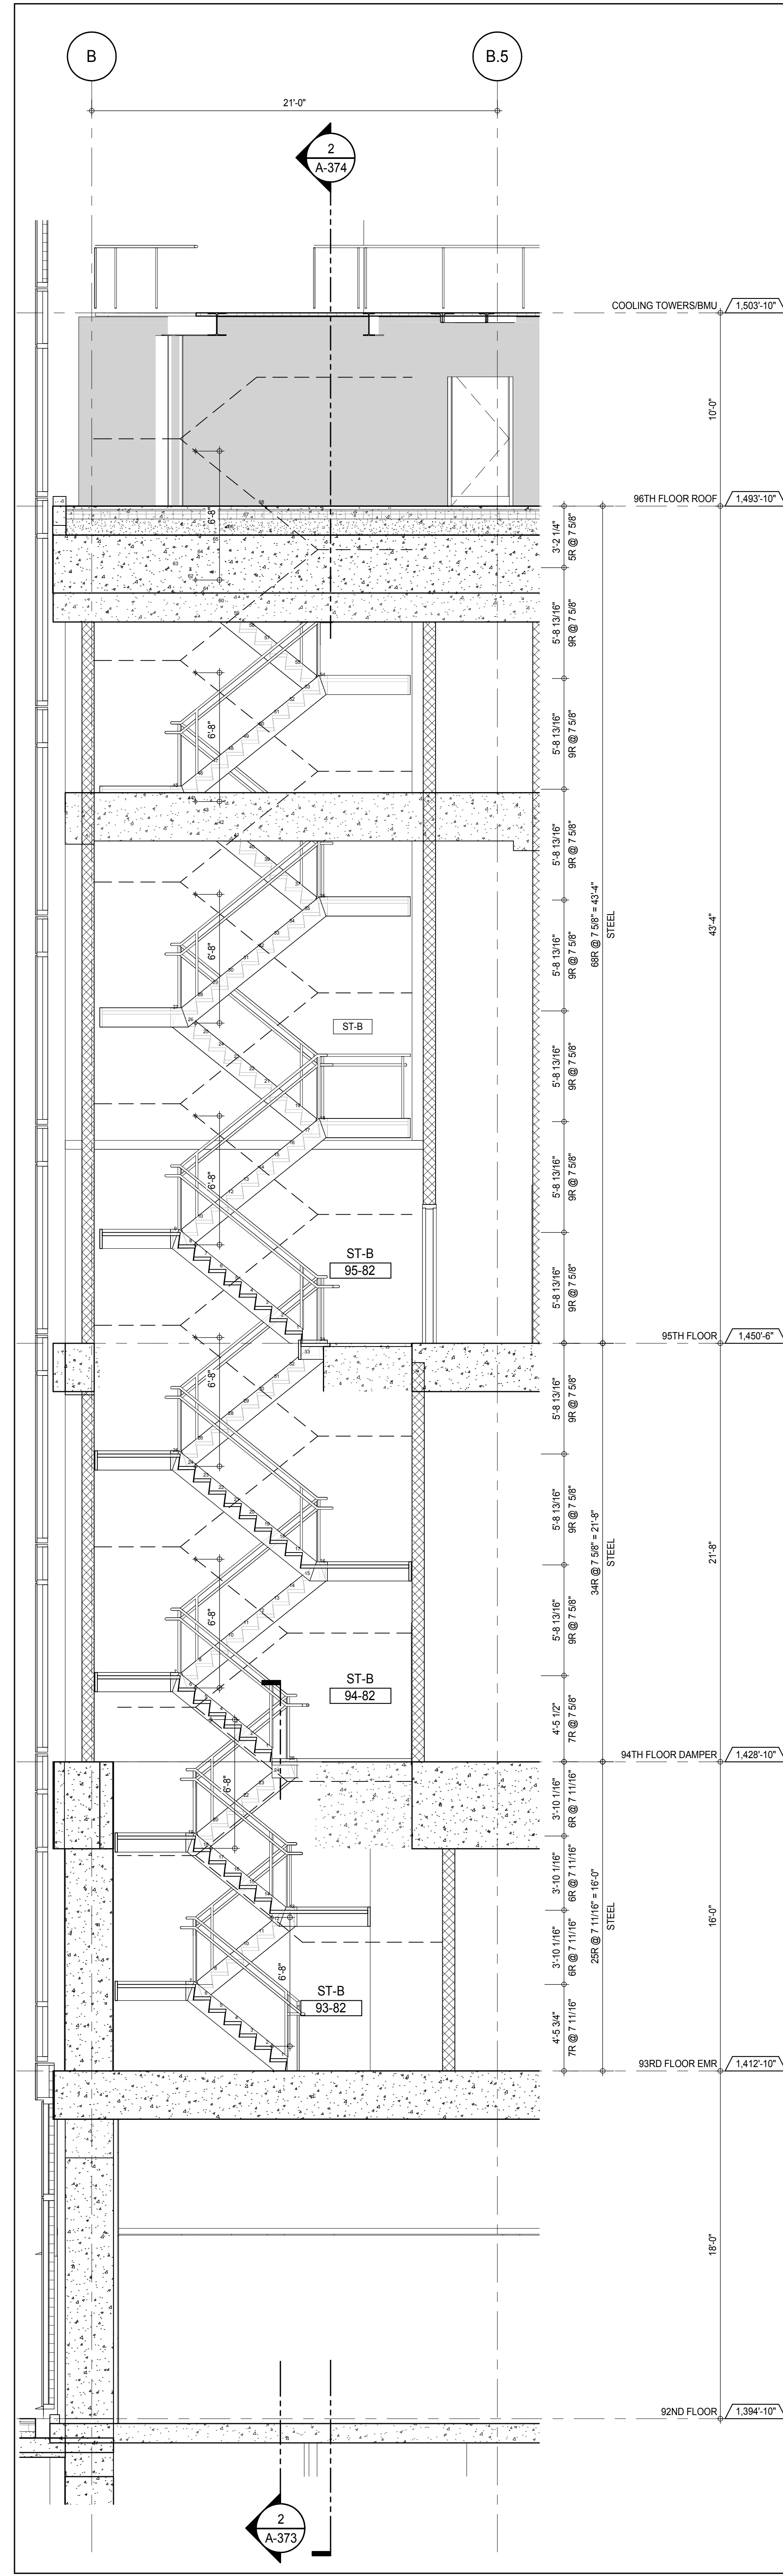 B
B.5
21'-0"
2
A-374
COOLING TOWERS/BMU
1,503'-10"
10'-0"
96TH FLOOR ROOF
1,493'-10"
6'-8"
3'-2 1/4"
5R @ 7 5/8"
5'-8 13/16"
9R @ 7 5/8"
6'-8"
5'-8 13/16"
9R @ 7 5/8"
5'-8 13/16"
9R @ 7 5/8"
68R @ 7 5/8" = 43'-4"
STEEL
43'-4"
6'-8"
5'-8 13/16"
9R @ 7 5/8"
ST-B
5'-8 13/16"
9R @ 7 5/8"
6'-8"
5'-8 13/16"
9R @ 7 5/8"
ST-B
95-82
5'-8 13/16"
9R @ 7 5/8"
95TH FLOOR
1,450'-6"
6'-8"
5'-8 13/16"
9R @ 7 5/8"
5'-8 13/16"
9R @ 7 5/8"
34R @ 7 5/8" = 21'-8"
STEEL
21'-8"
6'-8"
5'-8 13/16"
9R @ 7 5/8"
ST-B
94-82
4'-5 1/2"
7R @ 7 5/8"
94TH FLOOR DAMPER
1,428'-10"
6'-8"
3'-10 1/16"
6R @ 7 11/16"
3'-10 1/16"
6R @ 7 11/16"
25R @ 7 11/16" = 16'-0"
STEEL
16'-0"
6'-8"
3'-10 1/16"
6R @ 7 11/16"
ST-B
93-82
4'-5 3/4"
7R @ 7 11/16"
93RD FLOOR EMR
1,412'-10"
18'-0"
92ND FLOOR
1,394'-10"
2
A-373